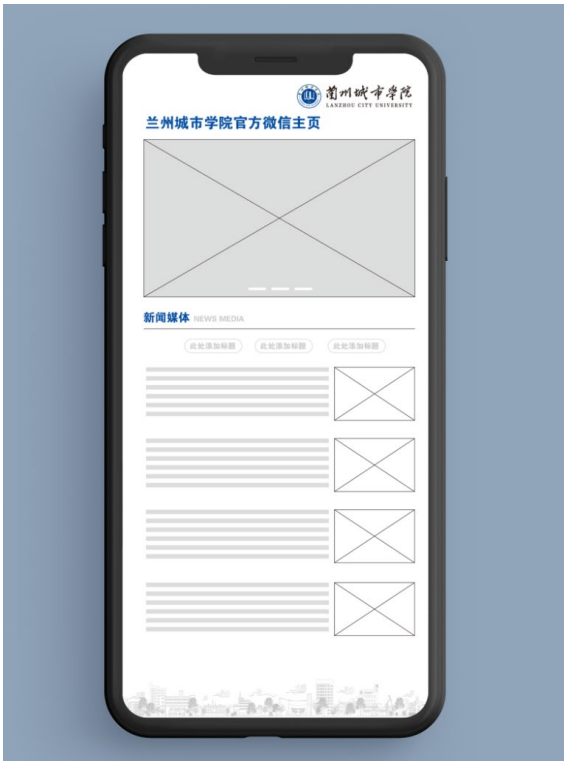 兰州城市学院
LANZHOU CITY UNIVERSITY
兰州城市学院官方微信主页
新闻媒体 NEWS MEDIA
此处添加标题 此处添加标题 此处添加标题